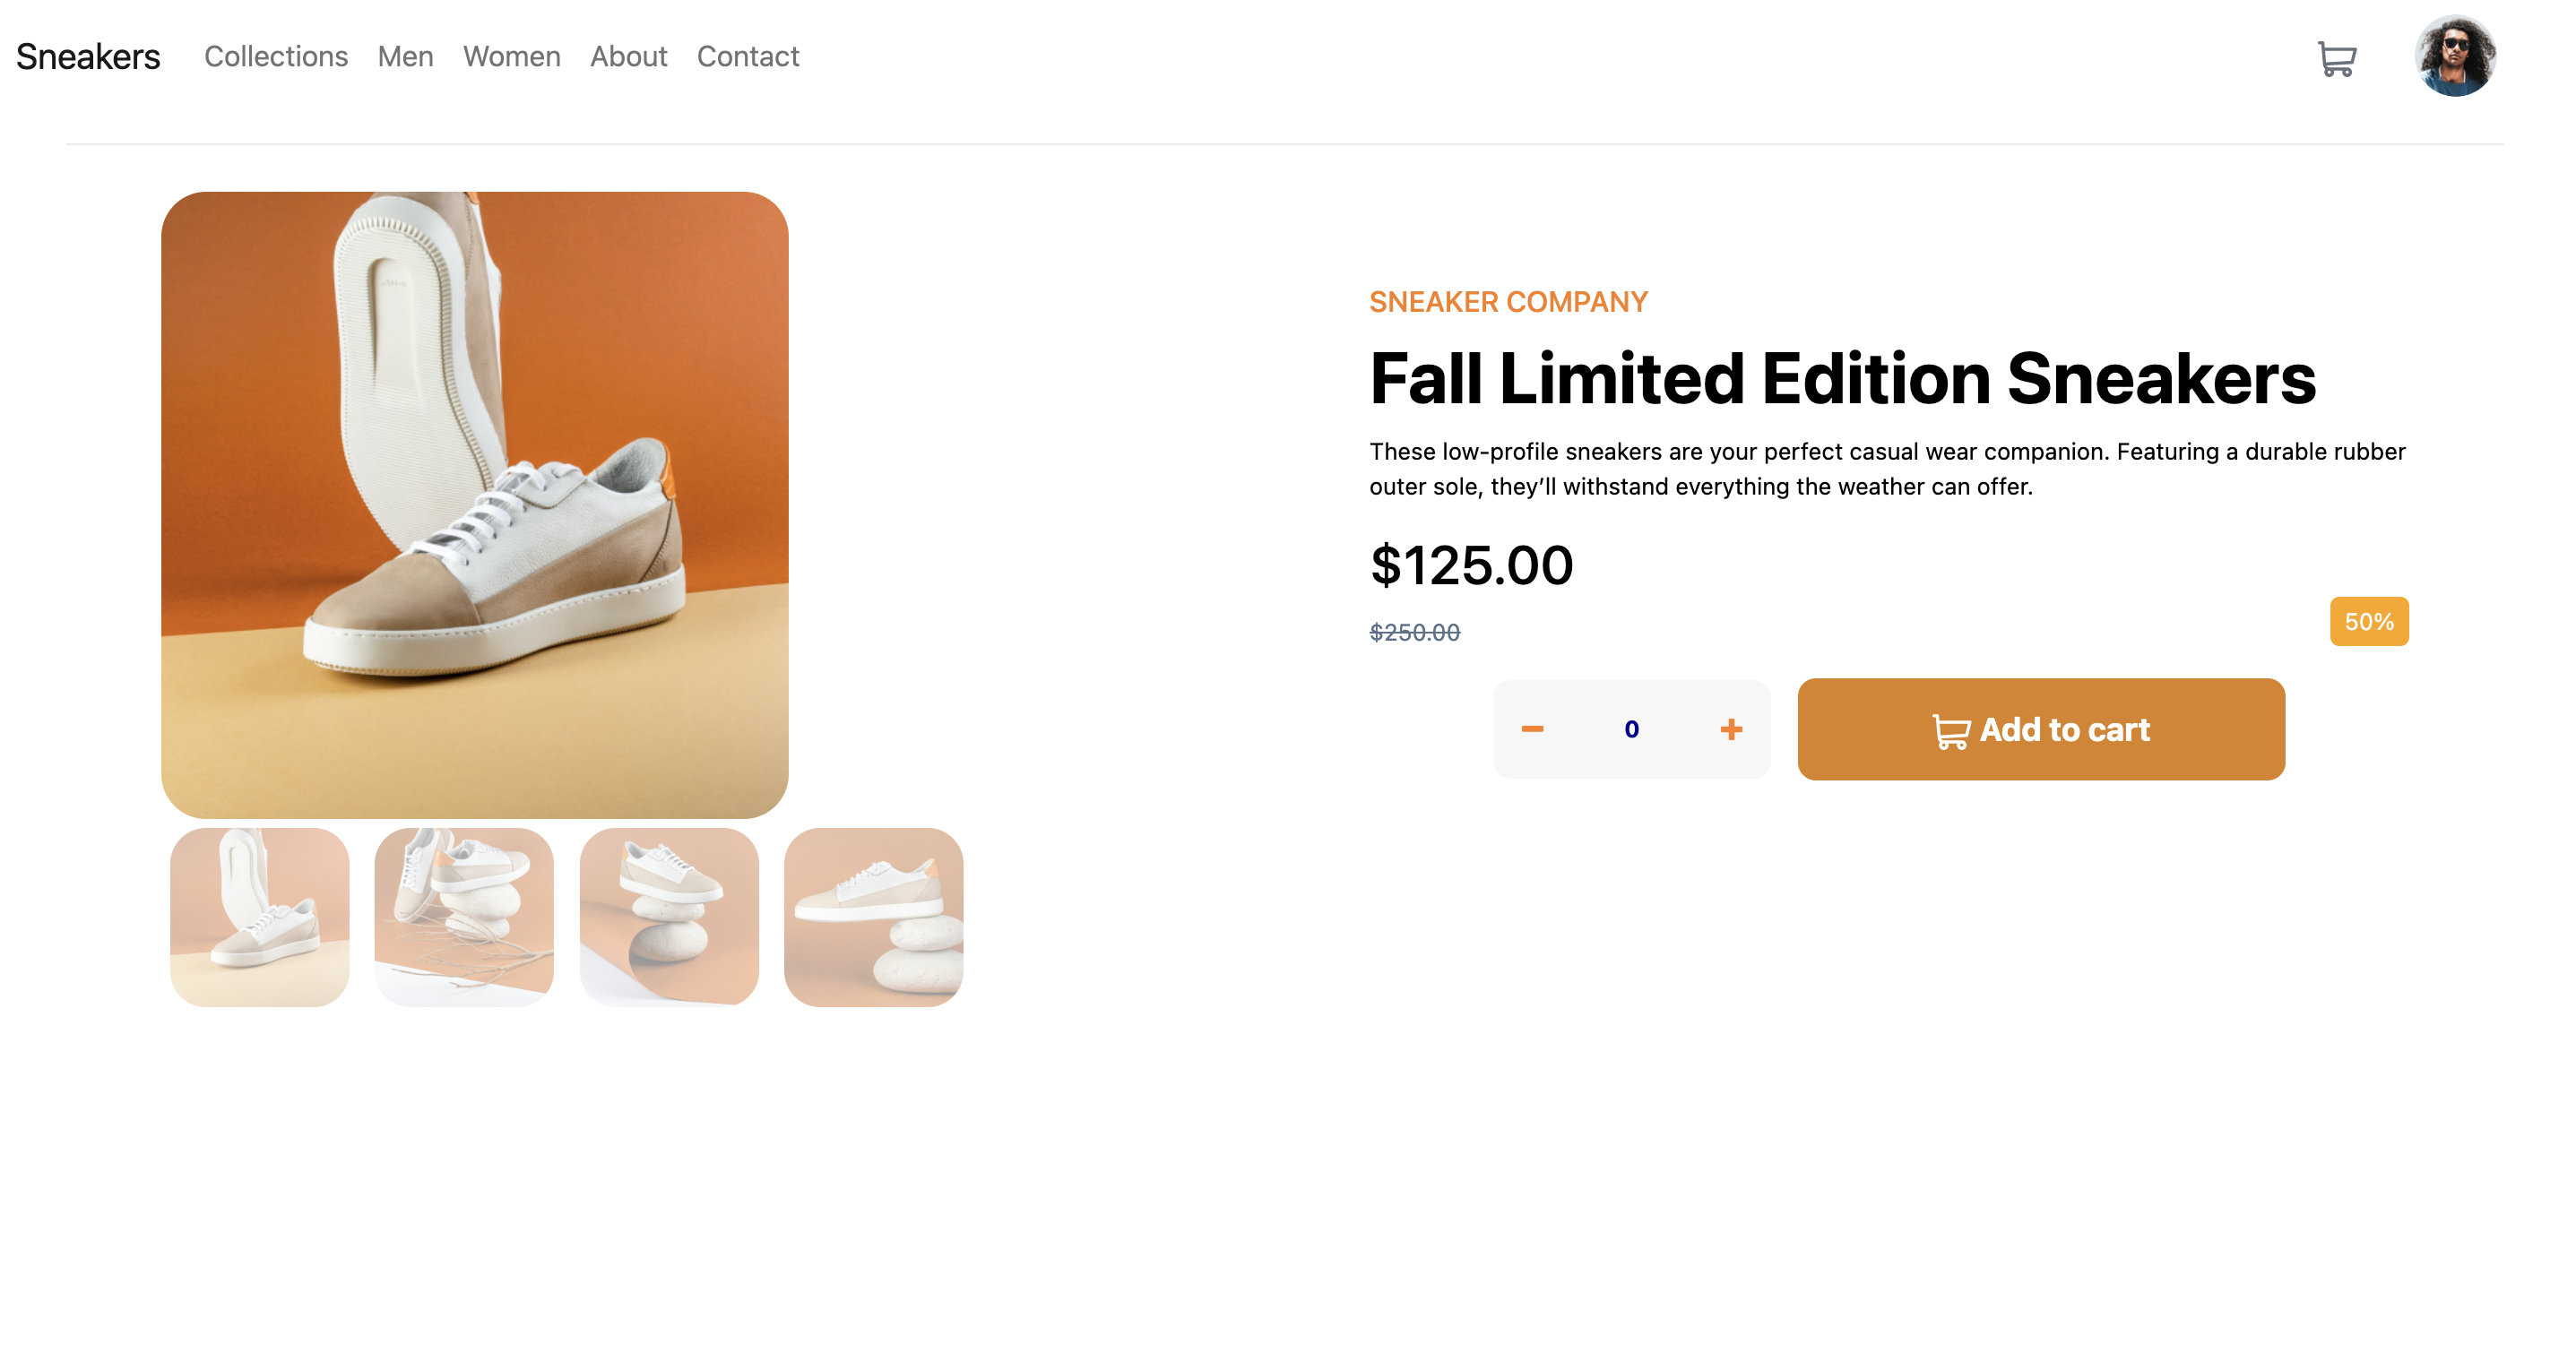 Sneakers
Collections
Men
Women
About
Contact
SNEAKER COMPANY
Fall Limited Edition Sneakers
These low-profile sneakers are your perfect casual wear companion. Featuring a durable rubber
outer sole, they’ll withstand everything the weather can offer.
$125.00
$250.00
50%
0
Add to cart